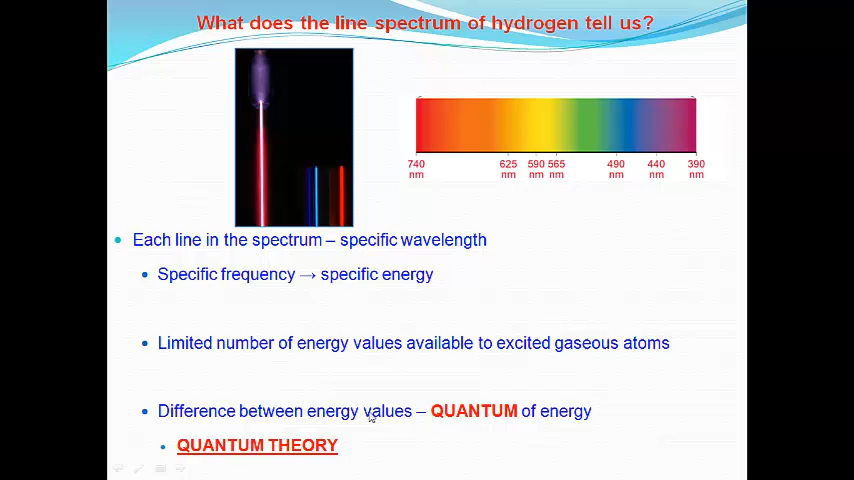 What does the line spectrum of hydrogen tell us?
740 625 590 565 490 440 390
nm nm nm nm nm nm nm
Each line in the spectrum – specific wavelength
Specific frequency → specific energy
Limited number of energy values available to excited gaseous atoms
Difference between energy values – QUANTUM of energy
QUANTUM THEORY